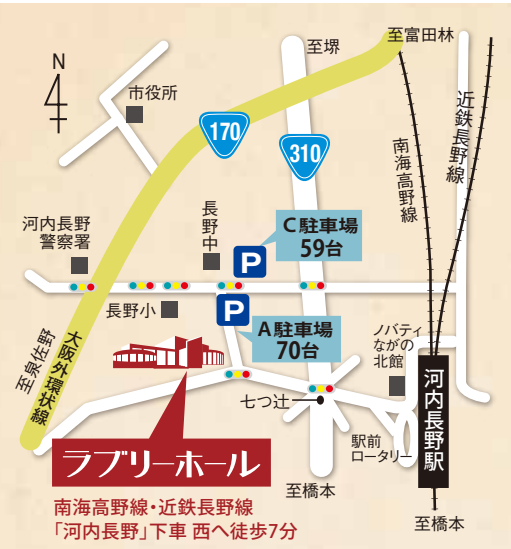 至富田林
至堺
N
市役所
170
310
近鉄長野線
南海高野線
河内長野
警察署
長野中
C駐車場
59台
P
P
長野小
A駐車場
70台
ノバティ
ながの
北館
至泉佐野
大阪外環状線
七つ辻
河内長野駅
駅前
ロータリー
ラブリーホール
至橋本
至橋本
南海高野線・近鉄長野線
「河内長野」下車 西へ徒歩7分